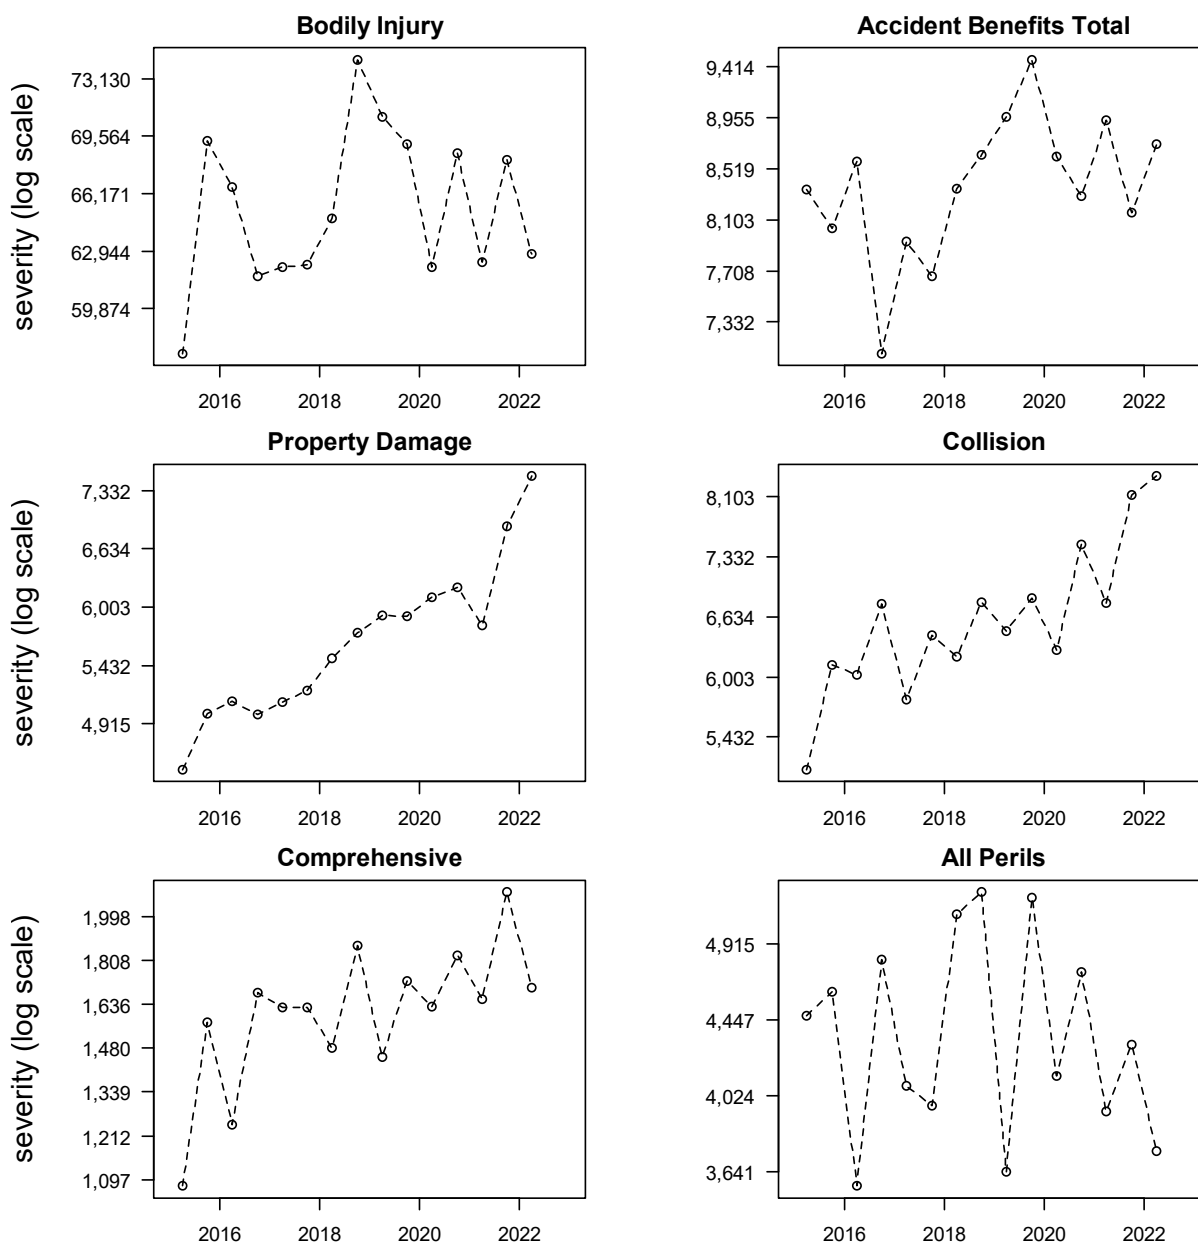 Bodily Injury
severity (log scale)
73,130
69,564
66,171
62,944
59,874
2016 2018 2020 2022
Accident Benefits Total
9,414
8,955
8,519
8,103
7,708
7,332
2016 2018 2020 2022
Property Damage
severity (log scale)
7,332
6,634
6,003
5,432
4,915
2016 2018 2020 2022
Collision
8,103
7,332
6,634
6,003
5,432
2016 2018 2020 2022
Comprehensive
severity (log scale)
1,998
1,808
1,636
1,480
1,339
1,212
1,097
2016 2018 2020 2022
All Perils
4,915
4,447
4,024
3,641
2016 2018 2020 2022